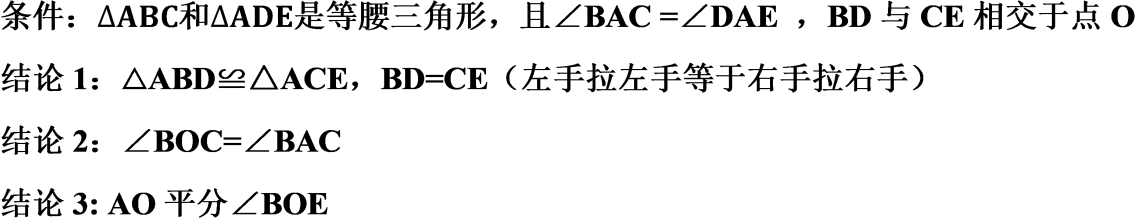 条件：△ABC和△ADE是等腰三角形，且∠BAC =∠DAE ，BD 与 CE 相交于点 O
结论 1：△ABD≌△ACE，BD=CE（左手拉左手等于右手拉右手）
结论 2：∠BOC=∠BAC
结论 3: AO 平分∠BOE